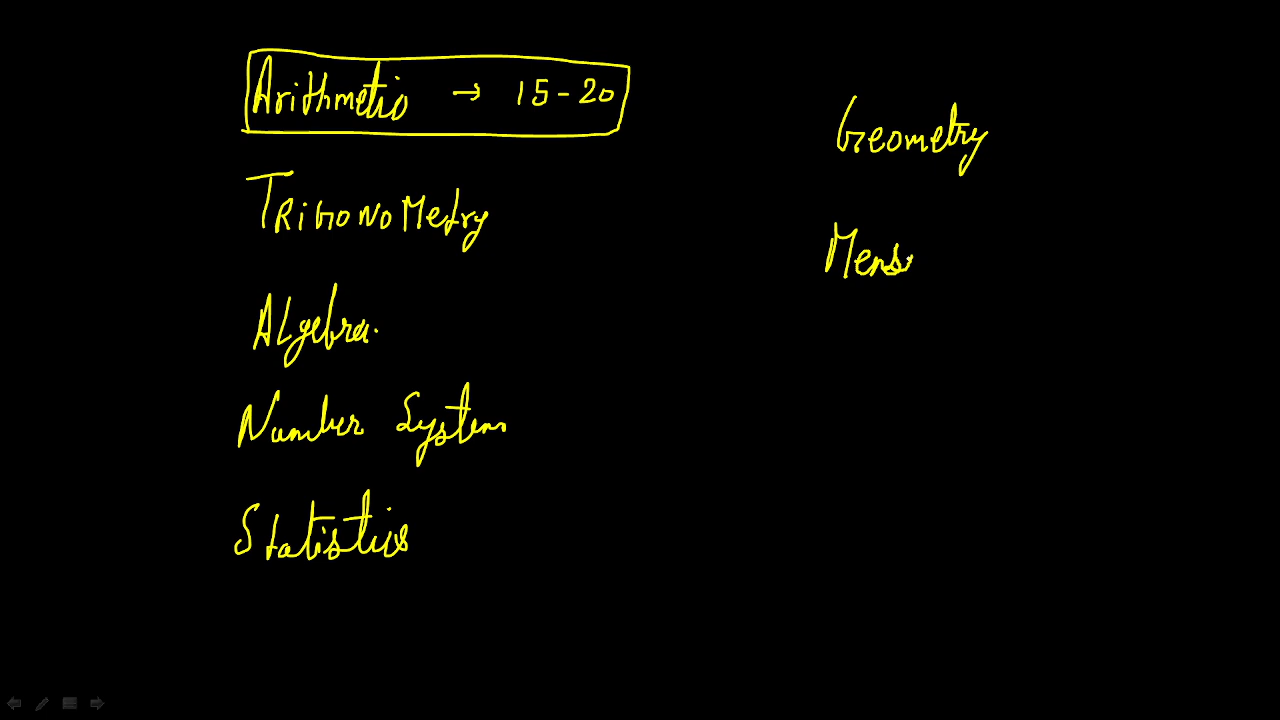 Arithmetic → 15-20
Trigonometry
Algebra
Number System
Statistics
Geometry
Mens